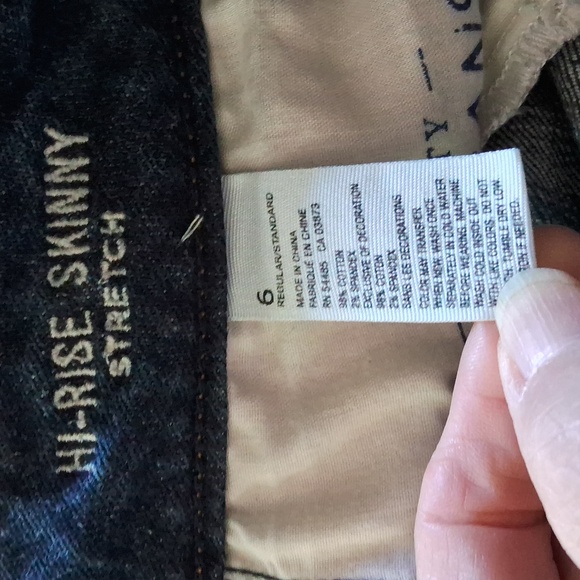 HI-RISE SKINNY
STRETCH
6
REGULAR/STANDARD
MADE IN CHINA
FABRIQUÉ EN CHINE
RN 54485 CA 03873
98% COTTON
2% SPANDEX
EXCLUSIVE OF DECORATION
98% COTON
2% SPANDEX
SANS LES DECORATIONS
COLOR MAY TRANSFER
WHEN NEW. WASH ONCE
SEPARATELY IN COLD WATER
BEFORE WEARING. MACHINE
WASH COLD INSIDE OUT
WITH LIKE COLORS. DO NOT
TUMBLE DRY LOW
IF NEEDED.